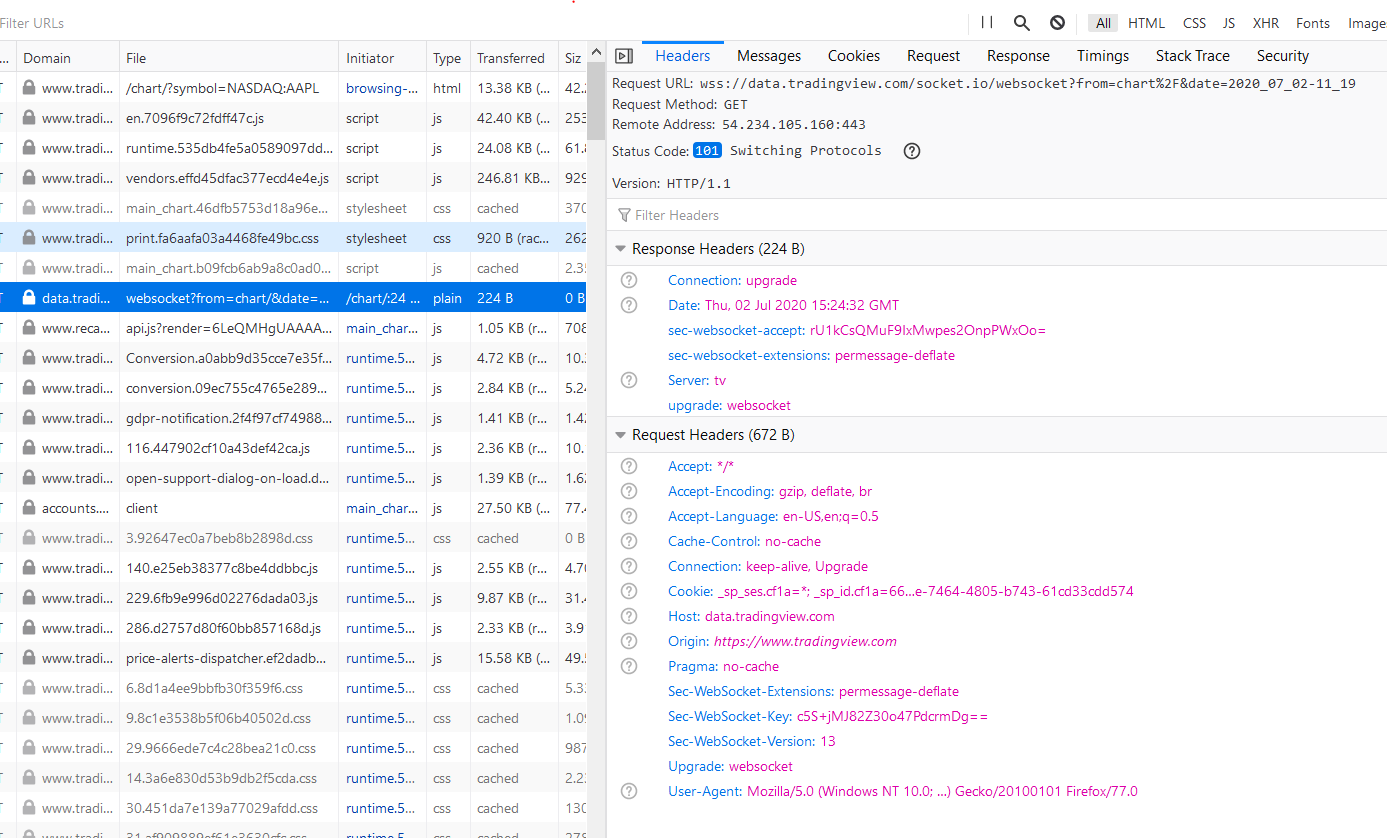 Filter URLs
All HTML CSS JS XHR Fonts Image
... Domain File Initiator Type Transferred Siz
www.tradi... /chart/?symbol=NASDAQ:AAPL browsing-... html 13.38 KB (... 42.
www.tradi... en.7096f9c72fdff47c.js script js 42.40 KB (... 253
www.tradi... runtime.535db4fe5a0589097dd... script js 24.08 KB (... 61.8
www.tradi... vendors.effd45dfac377ecd4e4e.js script js 246.81 KB... 929
www.tradi... main_chart.46dfb5753d18a96e... stylesheet css cached 370
www.tradi... print.fa6aafa03a4468fe49bc.css stylesheet css 920 B (rac... 262
www.tradi... main_chart.b09fcb6ab9a8c0ad0... script js cached 2.3
data.tradi... websocket?from=chart/&date=... /chart/:24 ... plain 224 B 0 B
www.reca... api.js?render=6LeQMHgUAAAA... main_char... js 1.05 KB (r... 708
www.tradi... Conversion.a0abb9d35cce7e35f... runtime.5... js 4.72 KB (r... 10.
www.tradi... conversion.09ec755c4765e289... runtime.5... js 2.84 KB (r... 5.24
www.tradi... gdpr-notification.2f4f97cf74988... runtime.5... js 1.41 KB (r... 1.42
www.tradi... 116.447902cf10a43def42ca.js runtime.5... js 2.36 KB (r... 10.
www.tradi... open-support-dialog-on-load.d... runtime.5... js 1.39 KB (r... 1.62
accounts.... client main_char... js 27.50 KB (... 77.4
www.tradi... 3.92647ec0a7beb8b2898d.css runtime.5... css cached 0 B
www.tradi... 140.e25eb38377c8be4ddbbc.js runtime.5... js 2.55 KB (r... 4.70
www.tradi... 229.6fb9e996d02276dada03.js runtime.5... js 9.87 KB (r... 31.4
www.tradi... 286.d2757d80f60bb857168d.js runtime.5... js 2.33 KB (r... 3.9
www.tradi... price-alerts-dispatcher.ef2dadb... runtime.5... js 15.58 KB (... 49.5
www.tradi... 6.8d1a4ee9bbfb30f359f6.css runtime.5... css cached 5.3
www.tradi... 9.8c1e3538b5f06b40502d.css runtime.5... css cached 1.09
www.tradi... 29.9666ede7c4c28bea21c0.css runtime.5... css cached 987
www.tradi... 14.3a6e830d53b9db2f5cda.css runtime.5... css cached 2.2
www.tradi... 30.451da7e139a77029afdd.css runtime.5... css cached 130
www.tradi... 31.af909889ef61e3630cfc.css runtime.5... css cached 278
Headers Messages Cookies Request Response Timings Stack Trace Security
Request URL: wss://data.tradingview.com/socket.io/websocket?from=chart%2F&date=2020_07_02-11_19
Request Method: GET
Remote Address: 54.234.105.160:443
Status Code: 101 Switching Protocols
Version: HTTP/1.1
Filter Headers
Response Headers (224 B)
Connection: upgrade
Date: Thu, 02 Jul 2020 15:24:32 GMT
sec-websocket-accept: rU1kCsQMuF9IxMwpes2OnpPWxOo=
sec-websocket-extensions: permessage-deflate
Server: tv
upgrade: websocket
Request Headers (672 B)
Accept: */*
Accept-Encoding: gzip, deflate, br
Accept-Language: en-US,en;q=0.5
Cache-Control: no-cache
Connection: keep-alive, Upgrade
Cookie: _sp_ses.cf1a=*; _sp_id.cf1a=66...e-7464-4805-b743-61cd33cdd574
Host: data.tradingview.com
Origin: https://www.tradingview.com
Pragma: no-cache
Sec-WebSocket-Extensions: permessage-deflate
Sec-WebSocket-Key: c5S+jMJ82Z30o47PdcrmDg==
Sec-WebSocket-Version: 13
Upgrade: websocket
User-Agent: Mozilla/5.0 (Windows NT 10.0; ...) Gecko/20100101 Firefox/77.0